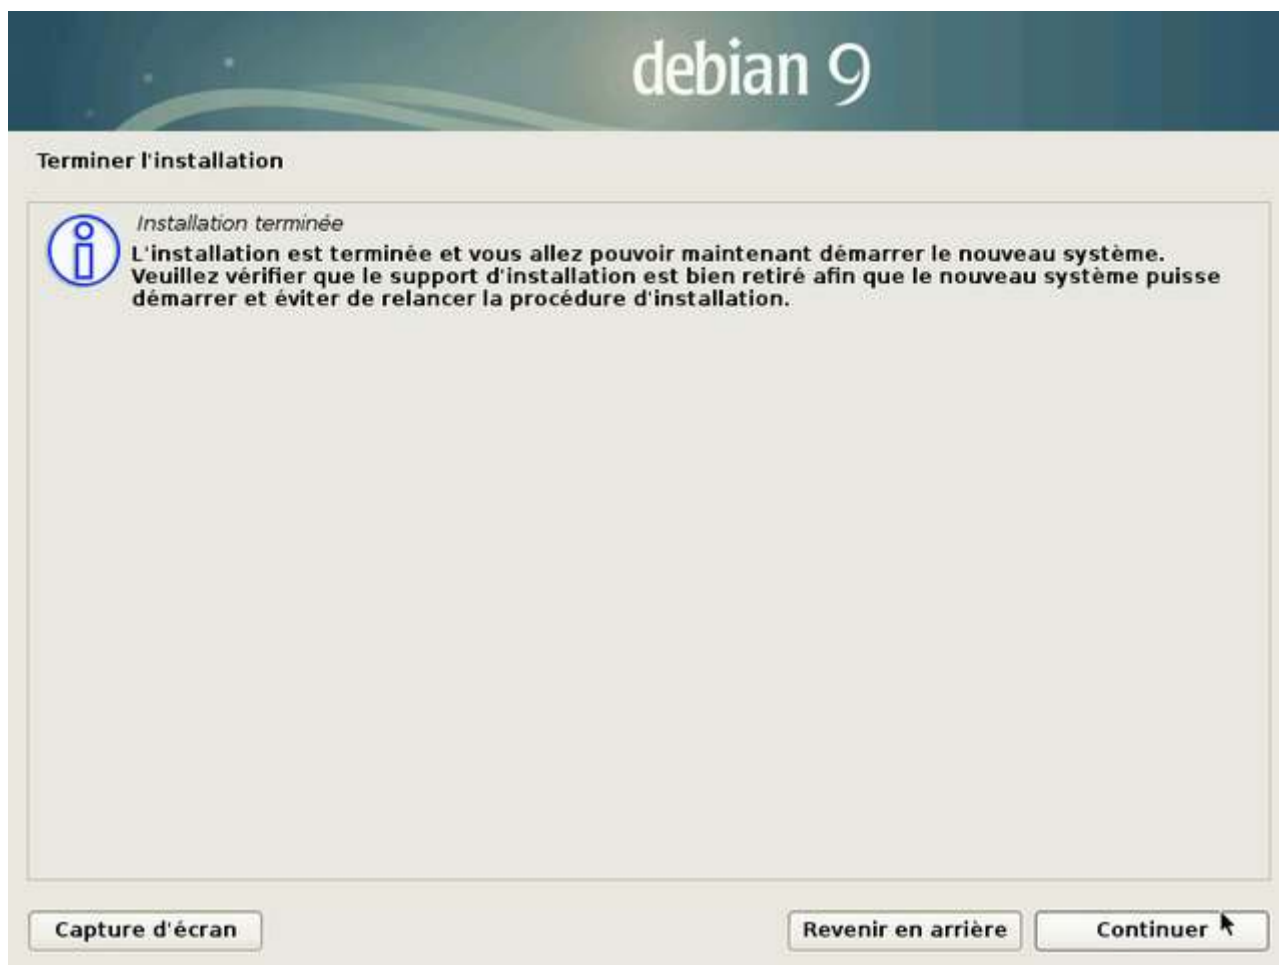 debian 9
Terminer l'installation
Installation terminée
L'installation est terminée et vous allez pouvoir maintenant démarrer le nouveau système.
Veuillez vérifier que le support d'installation est bien retiré afin que le nouveau système puisse
démarrer et éviter de relancer la procédure d'installation.
Capture d'écran
Revenir en arrière
Continuer